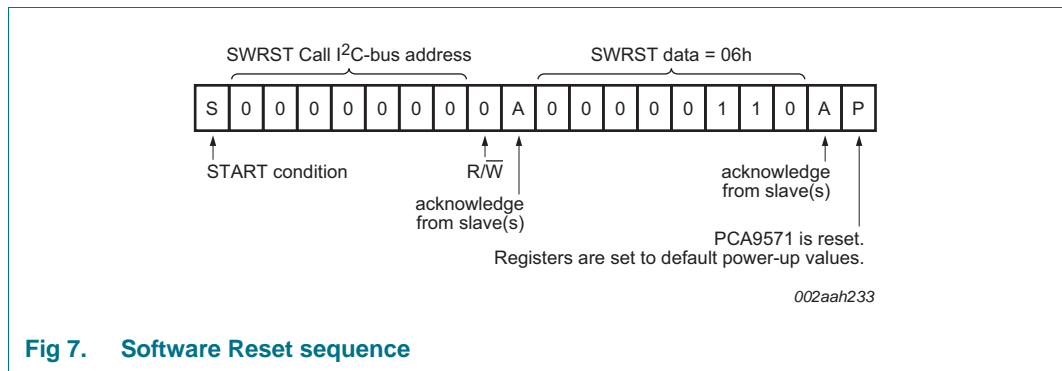 SWRST Call I²C-bus address SWRST data = 06h
S 0 0 0 0 0 0 0 0 A 0 0 0 0 0 1 1 0 A P
START condition R/W̅ acknowledge
acknowledge from slave(s)
from slave(s)
PCA9571 is reset.
Registers are set to default power-up values.
002aah233
Fig 7. Software Reset sequence